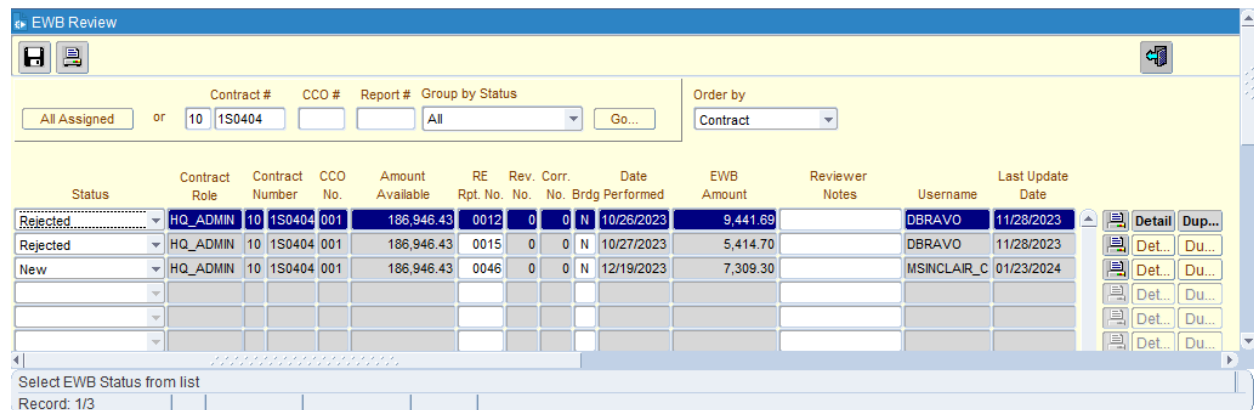 EWB Review
Contract # CCO # Report # Group by Status Order by
All Assigned or 10 1S0404 All Go... Contract
Contract Contract CCO Amount RE Rev. Corr. Date EWB Reviewer Last Update
Status Role Number No. Available Rpt. No. No. No. Brdg Performed Amount Notes Username Date
Rejected HQ_ADMIN 10 1S0404 001 186,946.43 0012 0 0 N 10/26/2023 9,441.69 DBRAVO 11/28/2023 Detail Dup...
Rejected HQ_ADMIN 10 1S0404 001 186,946.43 0015 0 0 N 10/27/2023 5,414.70 DBRAVO 11/28/2023 Det... Du...
New HQ_ADMIN 10 1S0404 001 186,946.43 0046 0 0 N 12/19/2023 7,309.30 MSINCLAIR_C 01/23/2024 Det... Du...
Det... Du...
Det... Du...
Det... Du...
Select EWB Status from list
Record: 1/3